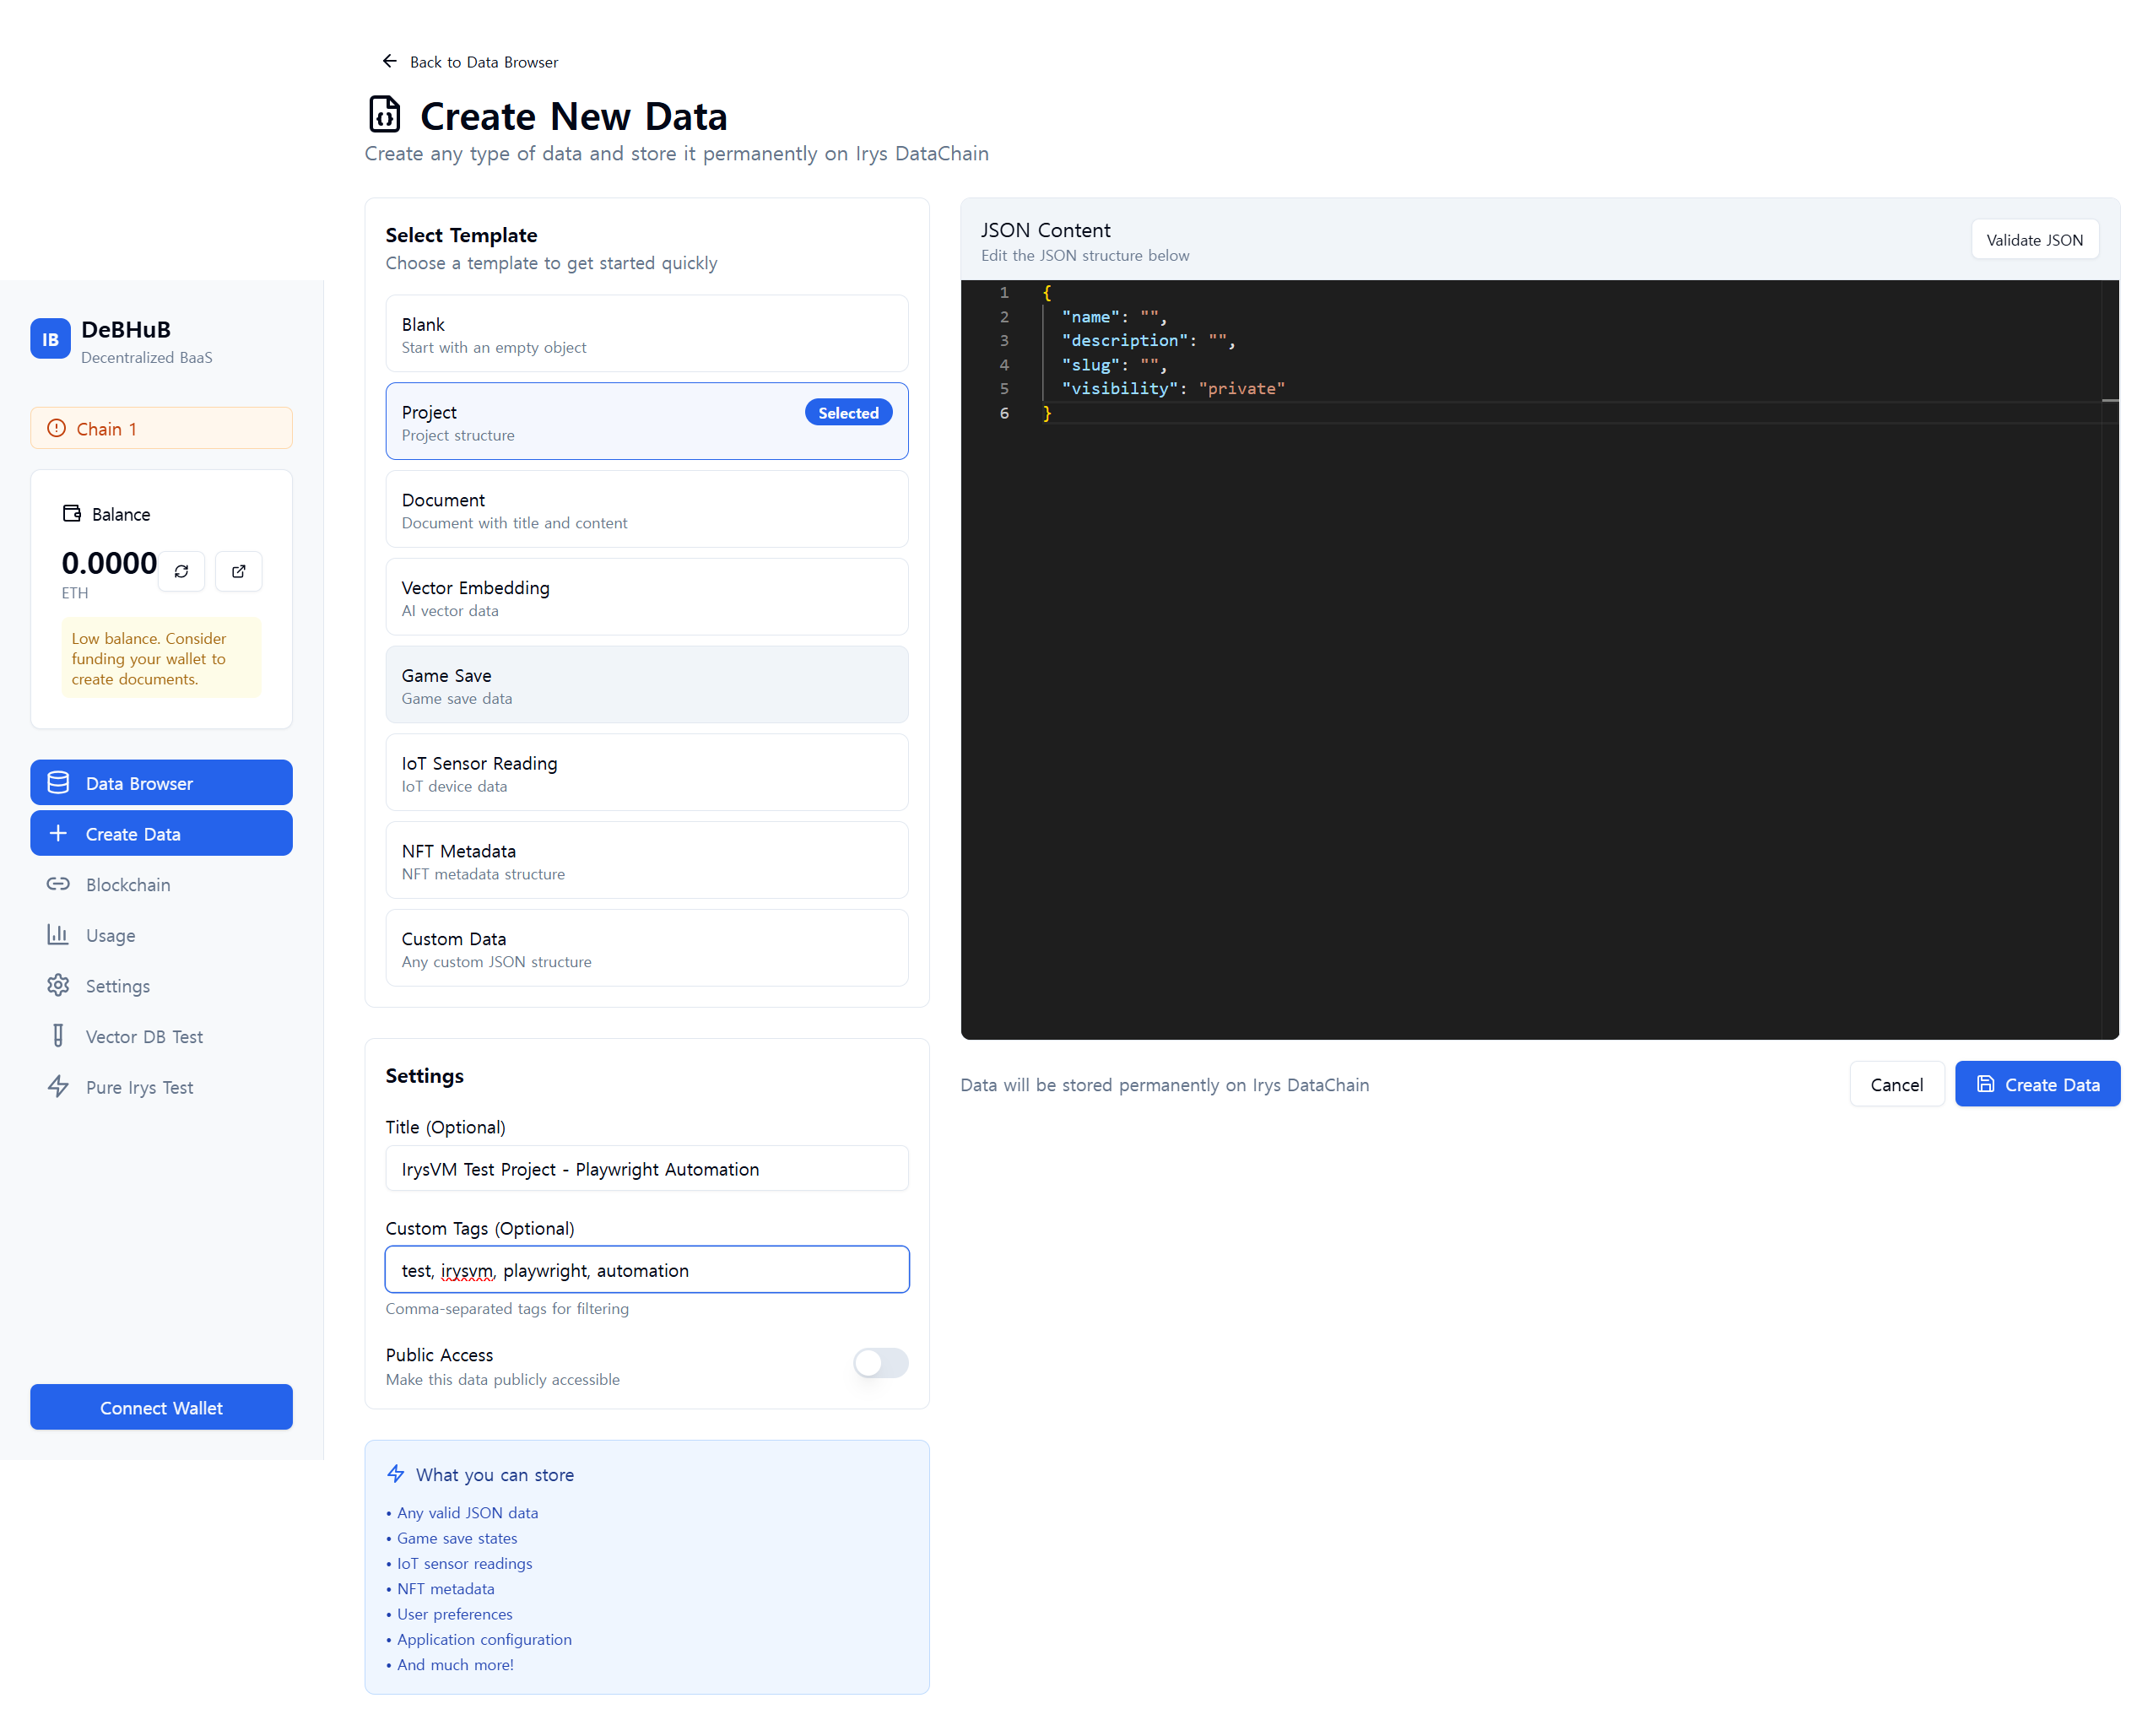 Back to Data Browser
Create New Data
Create any type of data and store it permanently on Irys DataChain
IB
DeBHuB
Decentralized BaaS
Chain 1
Balance
0.0000
ETH
Low balance. Consider
funding your wallet to
create documents.
Data Browser
Create Data
Blockchain
Usage
Settings
Vector DB Test
Pure Irys Test
Connect Wallet
Select Template
Choose a template to get started quickly
Blank
Start with an empty object
Project
Selected
Project structure
Document
Document with title and content
Vector Embedding
AI vector data
Game Save
Game save data
IoT Sensor Reading
IoT device data
NFT Metadata
NFT metadata structure
Custom Data
Any custom JSON structure
Settings
Title (Optional)
IrysVM Test Project - Playwright Automation
Custom Tags (Optional)
test, irysvm, playwright, automation
Comma-separated tags for filtering
Public Access
Make this data publicly accessible
What you can store
• Any valid JSON data
• Game save states
• IoT sensor readings
• NFT metadata
• User preferences
• Application configuration
• And much more!
JSON Content
Edit the JSON structure below
Validate JSON
1 {
2 "name": "",
3 "description": "",
4 "slug": "",
5 "visibility": "private"
6 }
Data will be stored permanently on Irys DataChain
Cancel
Create Data